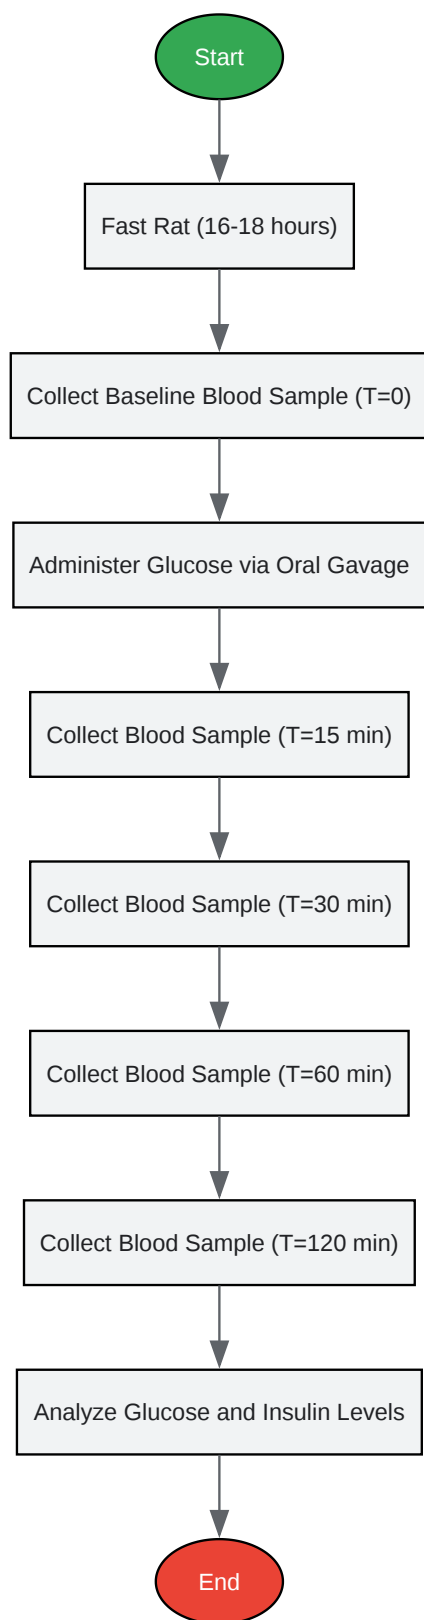 Start
Fast Rat (16-18 hours)
Collect Baseline Blood Sample (T=0)
Administer Glucose via Oral Gavage
Collect Blood Sample (T=15 min)
Collect Blood Sample (T=30 min)
Collect Blood Sample (T=60 min)
Collect Blood Sample (T=120 min)
Analyze Glucose and Insulin Levels
End